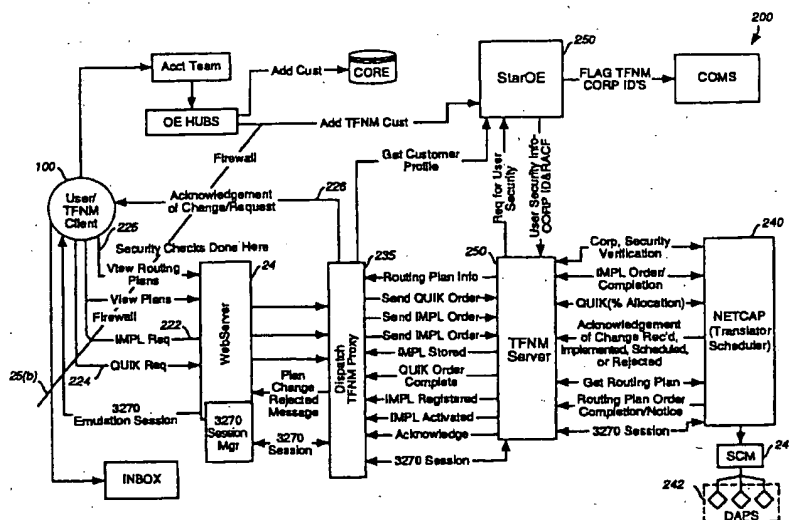 200
250
Acct Team
Add Cust
CORE
StarOE
FLAG TFNM
CORP ID'S
COMS
OE HUBS
Add TFNM Cust
Firewall
Get Customer
Profile
Req for User
Security
User Security Info-
CORP ID&RACF
100
User/
TFNM
Client
226
Acknowledgement
of Change/Request
226
Security Checks Done Here
View Routing
Plans
View Plans
Firewall
IMPL Req
222
224
QUIK Req
25(b)
3270
Emulation Session
INBOX
24
WebServer
3270
Session
Mgr
Plan
Change
Rejected
Message
3270
Session
235
Dispatch
TFNM Proxy
Routing Plan Info
Send QUIK Order
Send IMPL Order
Send IMPL Order
IMPL Stored
QUIK Order
Complete
IMPL Registered
IMPL Activated
Acknowledge
3270 Session
250
TFNM
Server
Corp, Security
Verification
IMPL Order/
Completion
QUIK(% Allocation)
Acknowledgement
of Change Rec'd,
Implemented, Scheduled,
or Rejected
Get Routing Plan
Routing Plan Order
Completion/Notice
3270 Session
240
NETCAP
(Translator
Scheduler)
SCM
24
242
DAPS